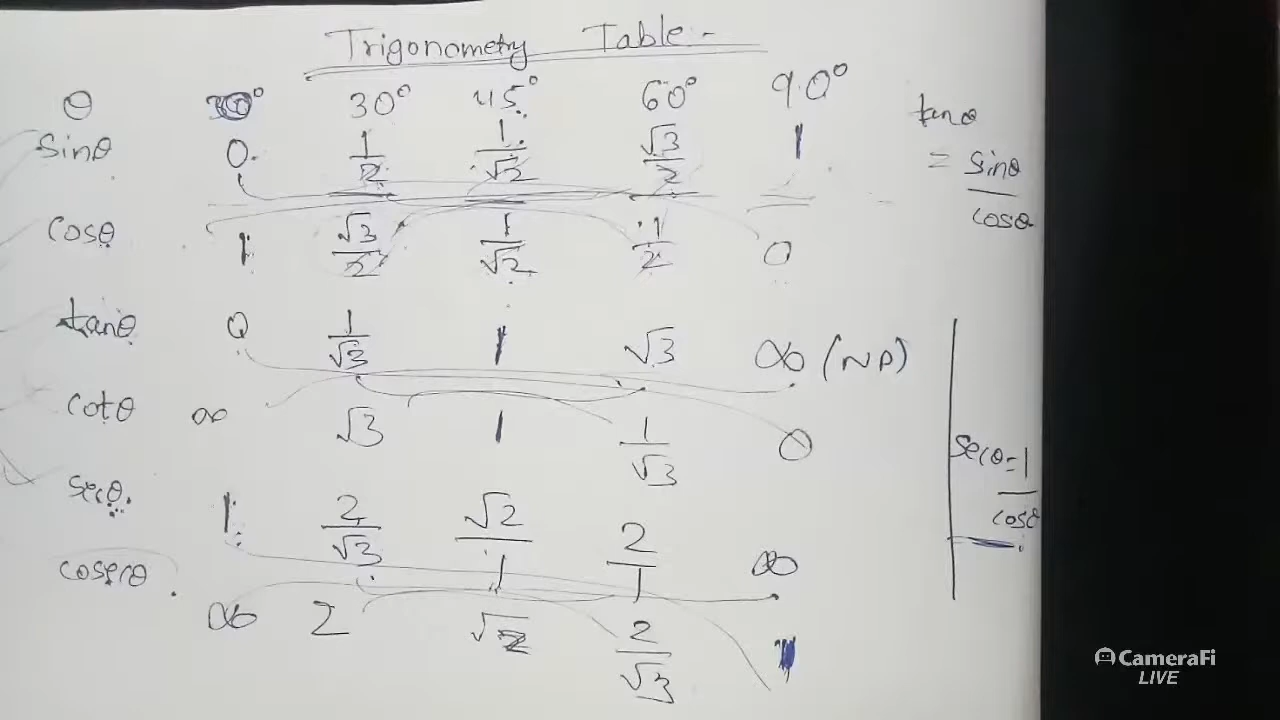 Trigonometry Table:-
θ 0° 30° 45° 60° 90°
sinθ 0 1/2 1/√2 √3/2 1
cosθ 1 √3/2 1/√2 1/2 0
tanθ 0 1/√3 1 √3 ∞ (ND)
cotθ ∞ √3 1 1/√3 0
secθ 1 2/√3 √2/1 2/1 ∞
cosecθ ∞ 2 √2 2/√3 1
tanθ
= sinθ/cosθ
secθ=1/cosθ
CameraFi
LIVE